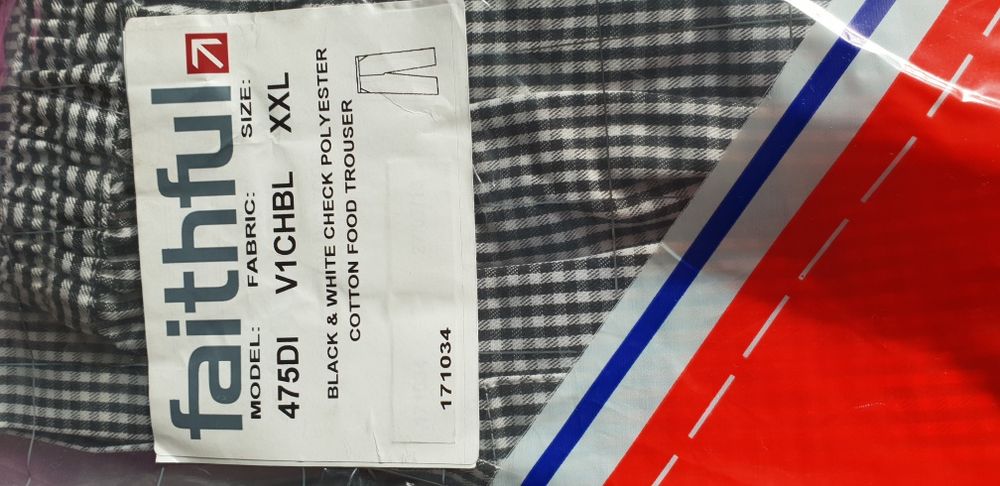 faithful
MODEL: FABRIC: SIZE:
475DI V1CHBL XXL
BLACK & WHITE CHECK POLYESTER
COTTON FOOD TROUSER
171034